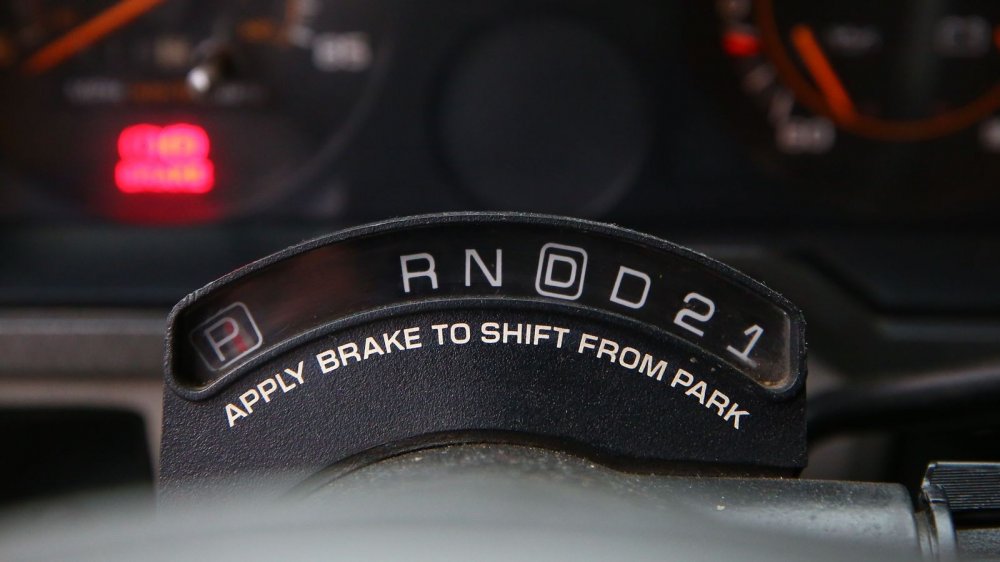 P R N D D 2 1
APPLY BRAKE TO SHIFT FROM PARK